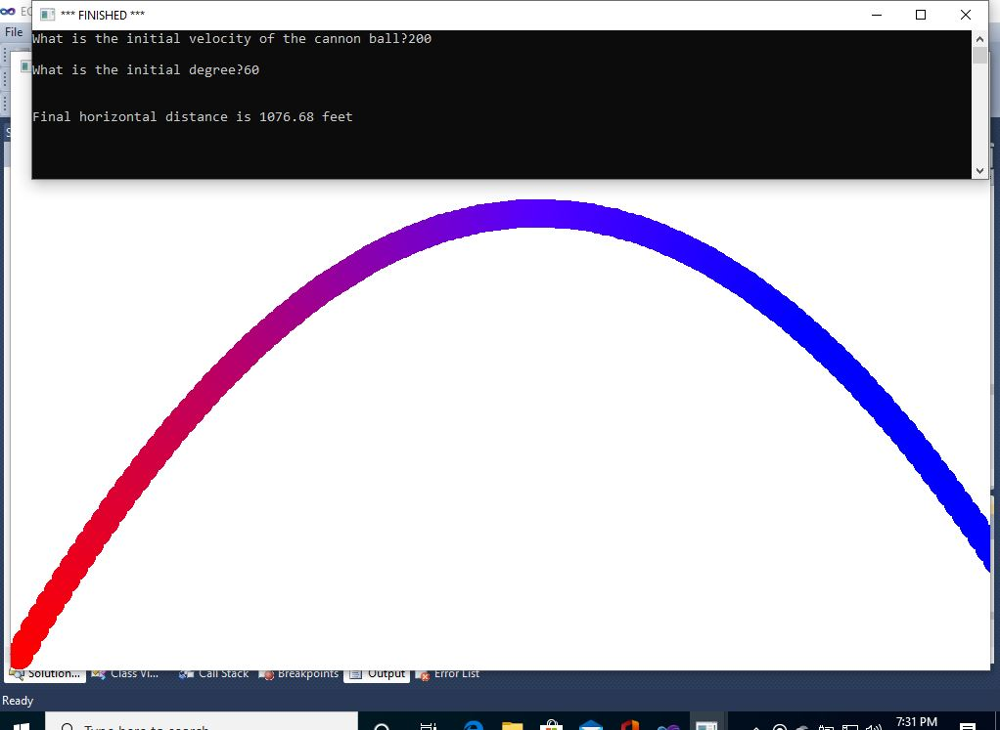 *** FINISHED ***
File
What is the initial velocity of the cannon ball?200
What is the initial degree?60
Final horizontal distance is 1076.68 feet
Solution... Class Vi... Call Stack Breakpoints Output Error List
Ready
Type here to search
7:31 PM